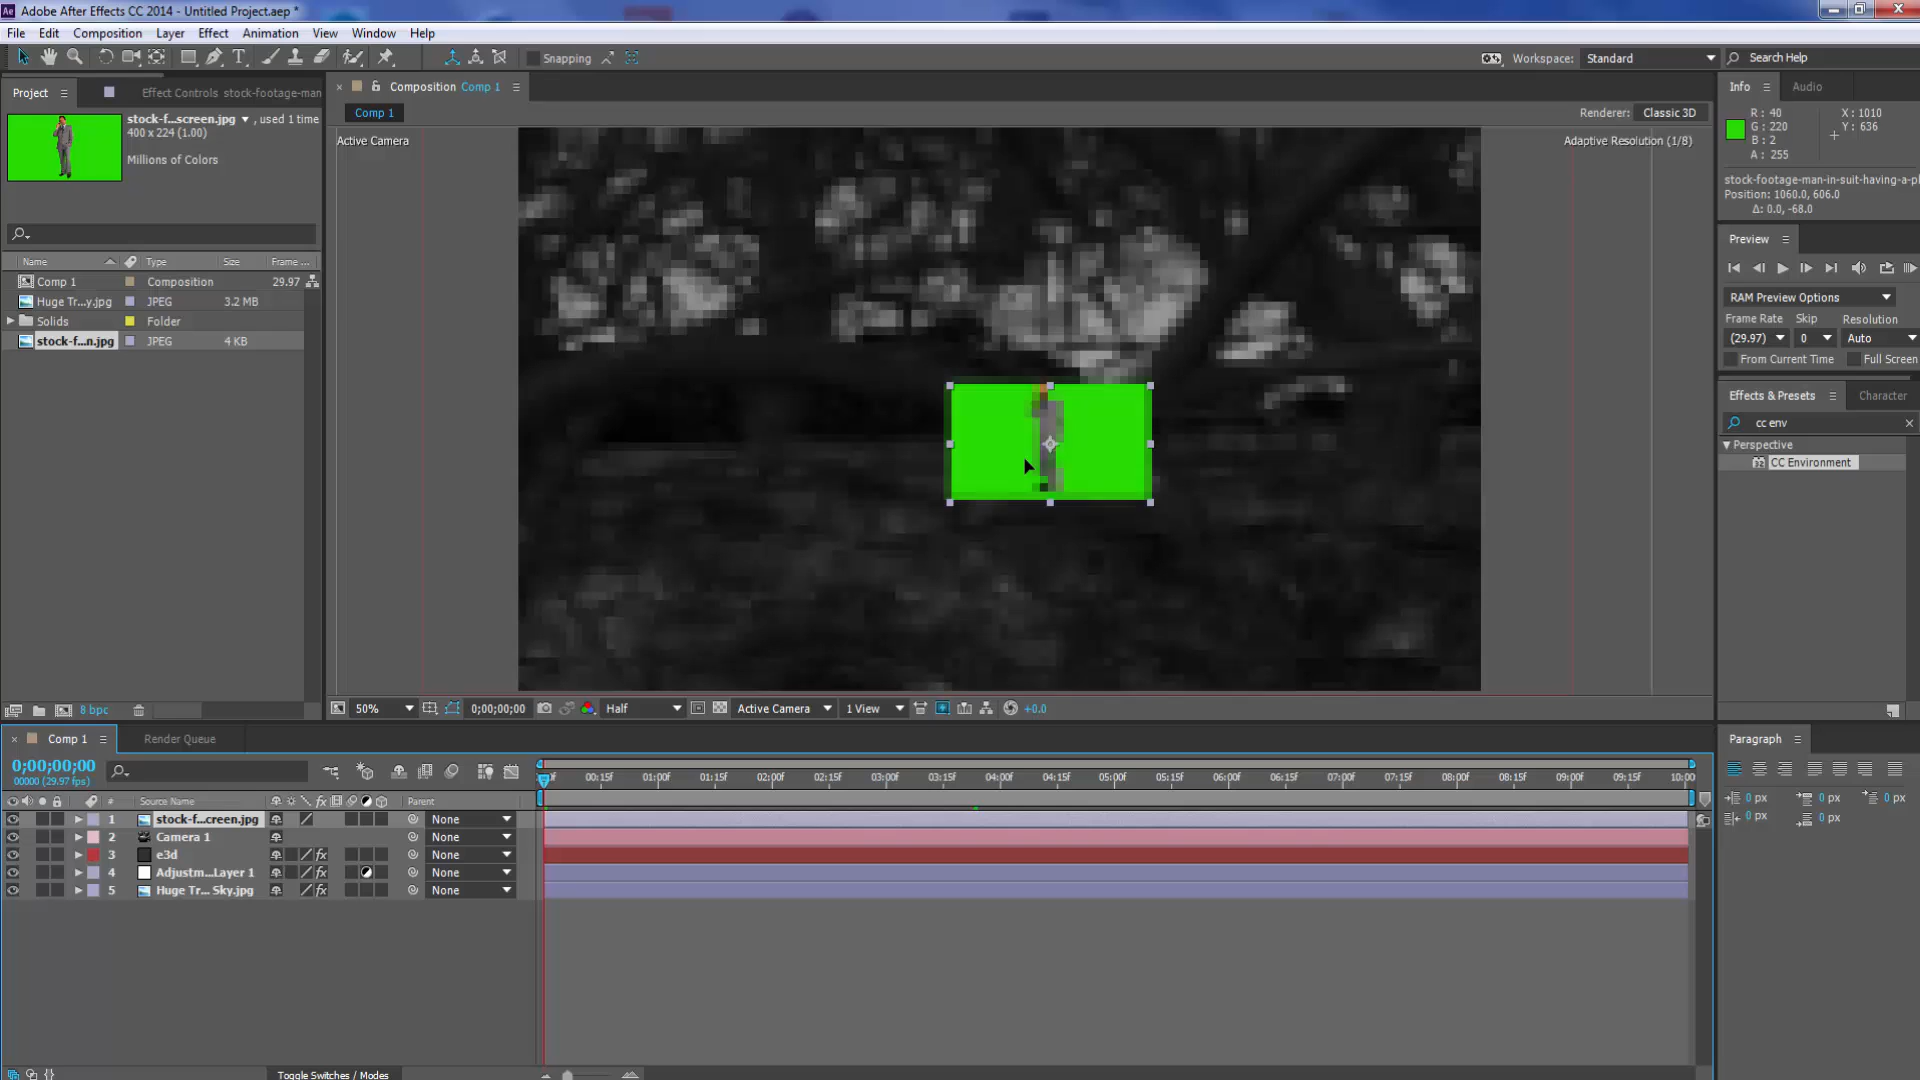 Ae Adobe After Effects CC 2014 - Untitled Project.aep *
File Edit Composition Layer Effect Animation View Window Help
T Snapping Workspace: Standard Search Help
Project Effect Controls stock-footage-man
Composition Comp 1
Info Audio
stock-f...screen.jpg , used 1 time
400 x 224 (1.00)
Millions of Colors
Comp 1
Renderer: Classic 3D
Active Camera
Adaptive Resolution (1/8)
R : 40 X : 1010
G : 220 Y : 636
B : 2
A : 255
stock-footage-man-in-suit-having-a-pl
Position: 1060.0, 606.0
Δ: 0.0, -68.0
Preview
RAM Preview Options
Frame Rate Skip Resolution
(29.97) 0 Auto
From Current Time Full Screen
Effects & Presets Character
cc env
Perspective
CC Environment
Name Type Size Frame ...
Comp 1 Composition 29.97
Huge Tr...y.jpg JPEG 3.2 MB
Solids Folder
stock-f...n.jpg JPEG 4 KB
8 bpc
50% 0;00;00;00 Half Active Camera 1 View +0.0
Comp 1 Render Queue
0;00;00;00
00000 (29.97 fps)
00:15f 01:00f 01:15f 02:00f 02:15f 03:00f 03:15f 04:00f 04:15f 05:00f 05:15f 06:00f 06:15f 07:00f 07:15f 08:00f 08:15f 09:00f 09:15f 10:00
# Source Name fx Parent
1 stock-f...creen.jpg None
2 Camera 1 None
3 e3d fx None
4 Adjustm...Layer 1 None
5 Huge Tr... Sky.jpg fx None
Toggle Switches / Modes
Paragraph
0 px 0 px 0 px
0 px 0 px